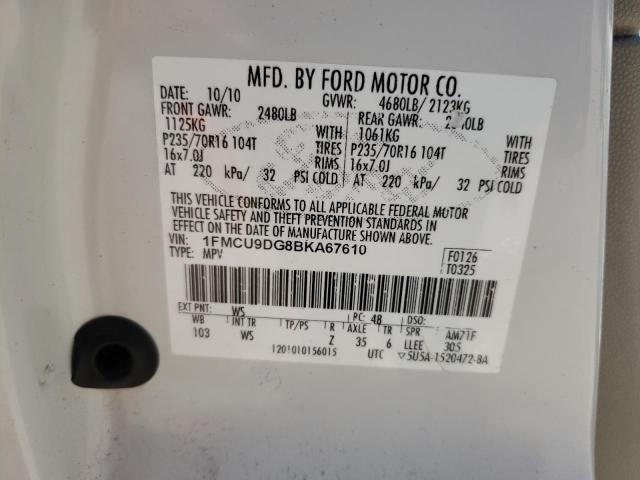 MFD. BY FORD MOTOR CO.
DATE: 10/10 GVWR: 4680LB/ 2123KG
FRONT GAWR: 2480LB REAR GAWR:
1125KG WITH 1061KG WITH
P235/70R16 104T TIRES P235/70R16 104T TIRES
16x7.0J RIMS 16x7.0J RIMS
AT 220 kPa/ 32 PSI COLD AT 220 kPa/ 32 PSI COLD
THIS VEHICLE CONFORMS TO ALL APPLICABLE FEDERAL MOTOR
VEHICLE SAFETY AND THEFT PREVENTION STANDARDS IN
EFFECT ON THE DATE OF MANUFACTURE SHOWN ABOVE.
VIN: 1FMCU9DG8BKA67610
TYPE: MPV
F0126
T0325
EXT PNT: WS PC: 48 DSO:
WB INT TR TP/PS R AXLE TR SPR AM71F
103 WS Z 35 6 LLEE 305
1201010156015 UTC 5U5A-1520472-BA